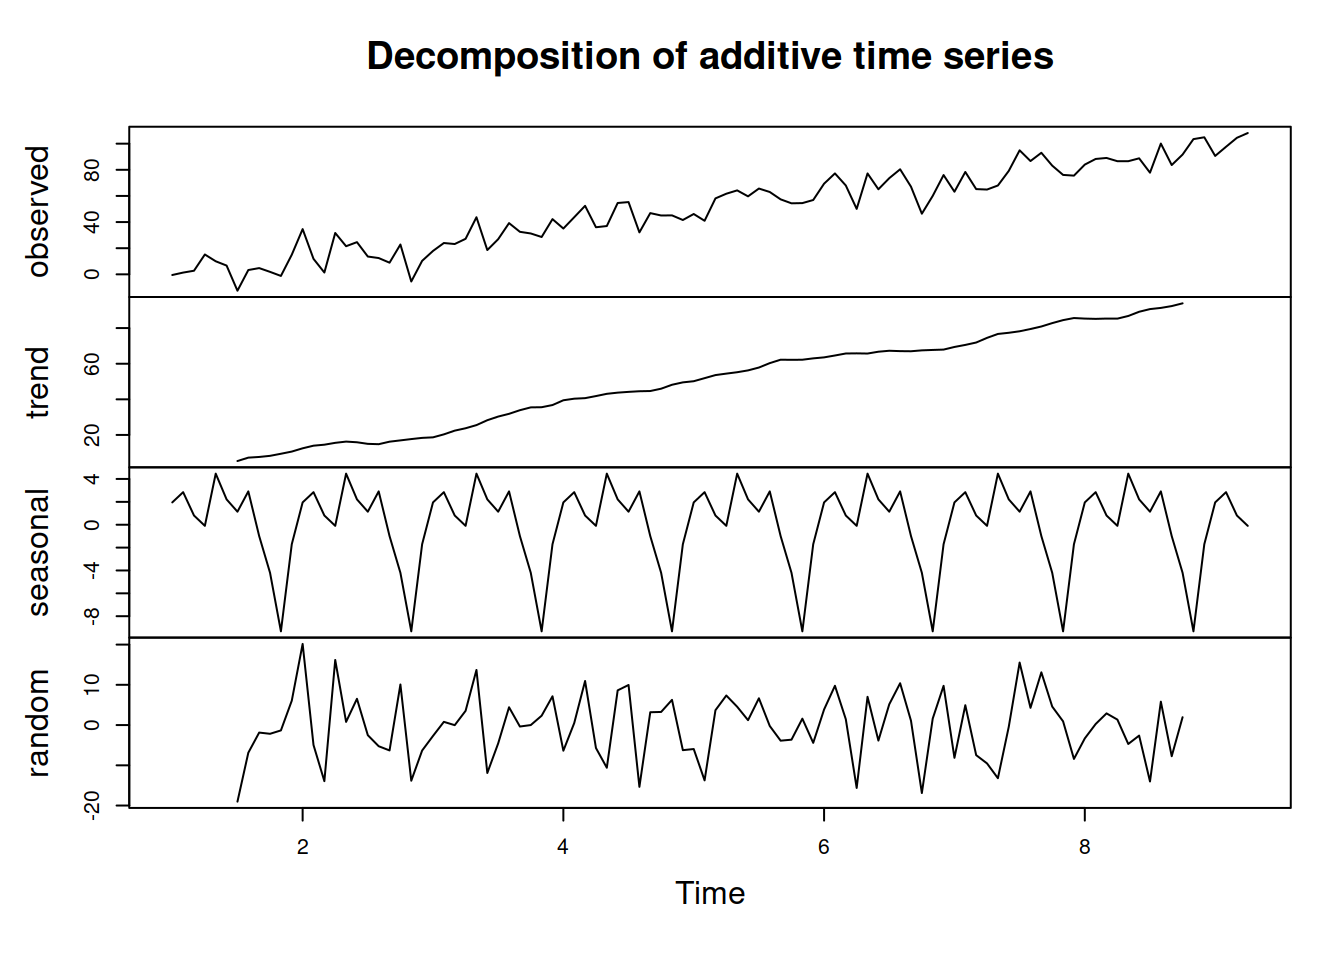 Decomposition of additive time series
observed
0 40 80
trend
20 60
seasonal
-8 -4 0 4
random
-20 0 10
2 4 6 8
Time